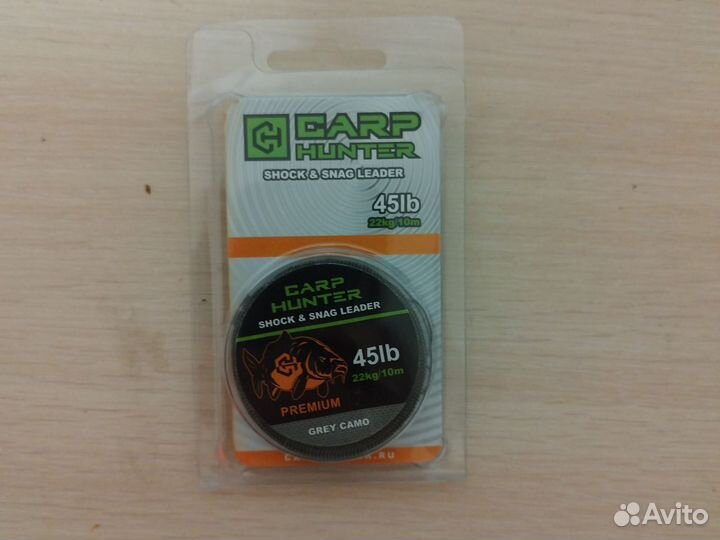 CARP
HUNTER
SHOCK & SNAG LEADER
45lb
22kg/10m
CARP
HUNTER
SHOCK & SNAG LEADER
45lb
22kg/10m
PREMIUM
GREY CAMO
Avito